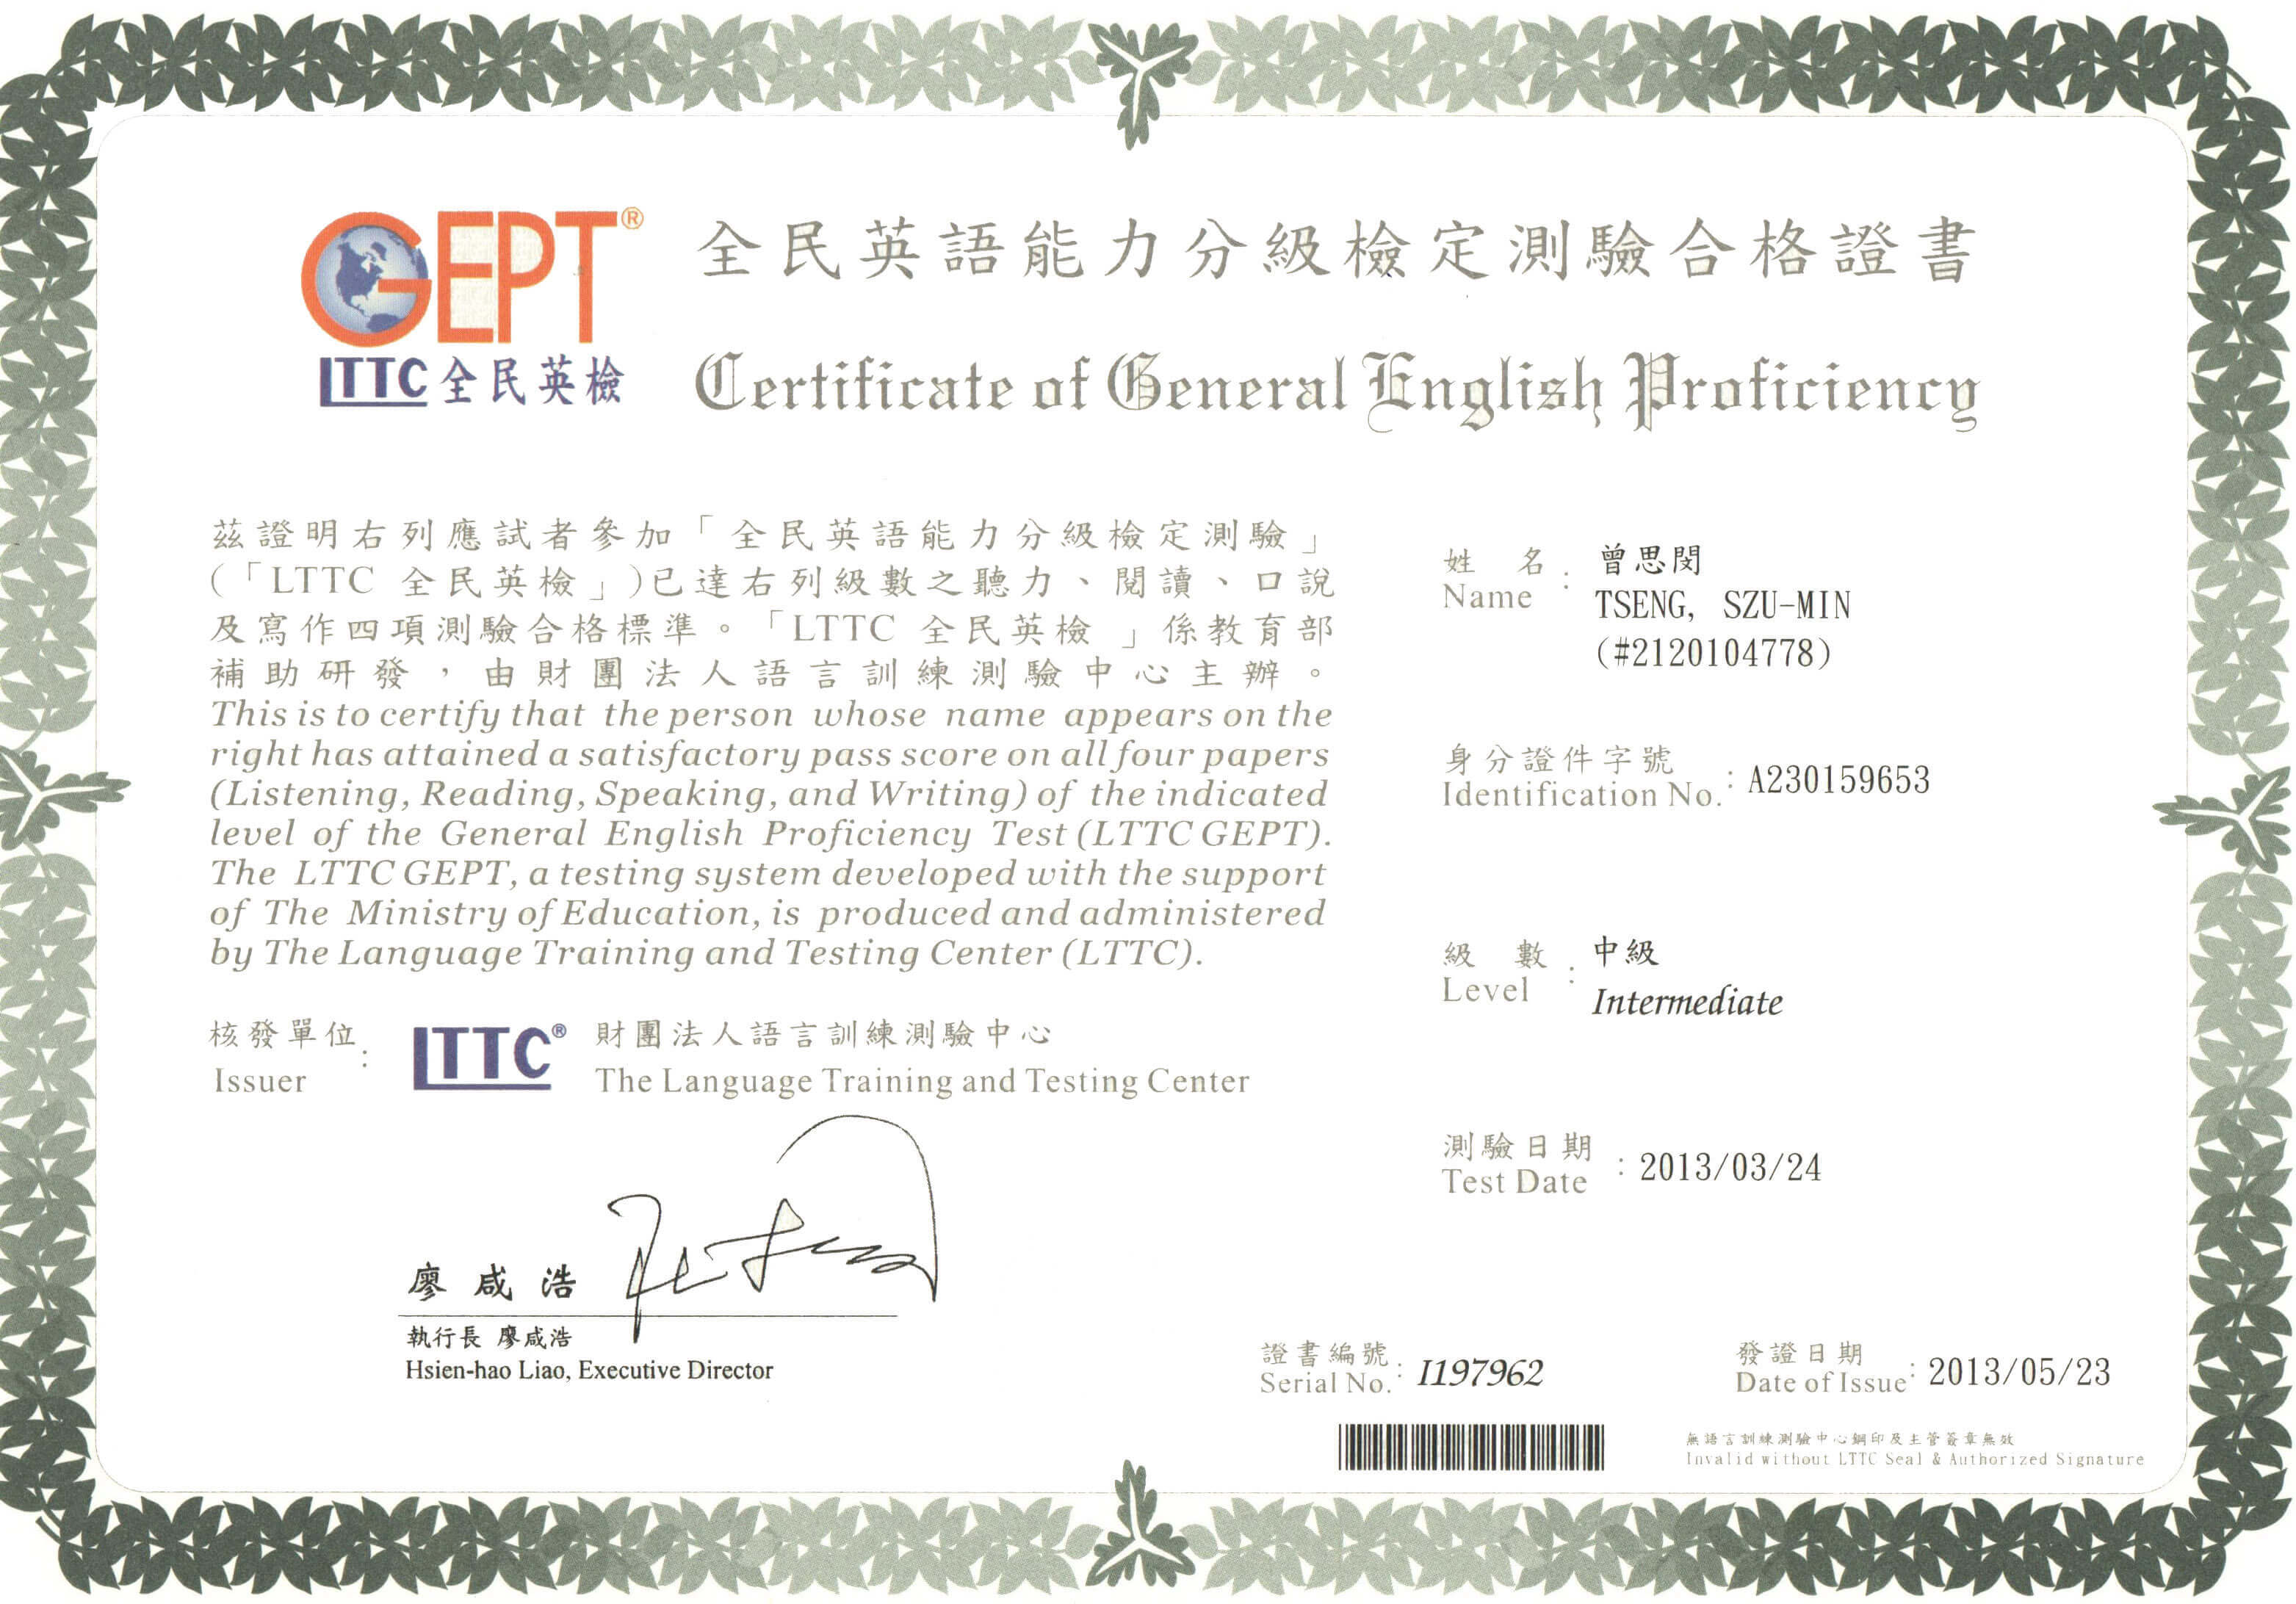 GEPT®
LTTC 全民英檢
全民英語能力分級檢定測驗合格證書
Certificate of General English Proficiency
茲證明右列應試者參加「全民英語能力分級檢定測驗」
(「LTTC 全民英檢」)已達右列級數之聽力、閱讀、口說
及寫作四項測驗合格標準。「LTTC 全民英檢」係教育部
補助研發，由財團法人語言訓練測驗中心主辦。
This is to certify that the person whose name appears on the
right has attained a satisfactory pass score on all four papers
(Listening, Reading, Speaking, and Writing) of the indicated
level of the General English Proficiency Test (LTTC GEPT).
The LTTC GEPT, a testing system developed with the support
of The Ministry of Education, is produced and administered
by The Language Training and Testing Center (LTTC).
核發單位
Issuer :
LTTC®
財團法人語言訓練測驗中心
The Language Training and Testing Center
廖咸浩
執行長 廖咸浩
Hsien-hao Liao, Executive Director
姓名
Name :
曾思閔
TSENG, SZU-MIN
(#2120104778)
身分證件字號
Identification No. : A230159653
級數
Level :
中級
Intermediate
測驗日期
Test Date : 2013/03/24
證書編號
Serial No. : I197962
發證日期
Date of Issue : 2013/05/23
無語言訓練測驗中心鋼印及主管簽章無效
Invalid without LTTC Seal & Authorized Signature